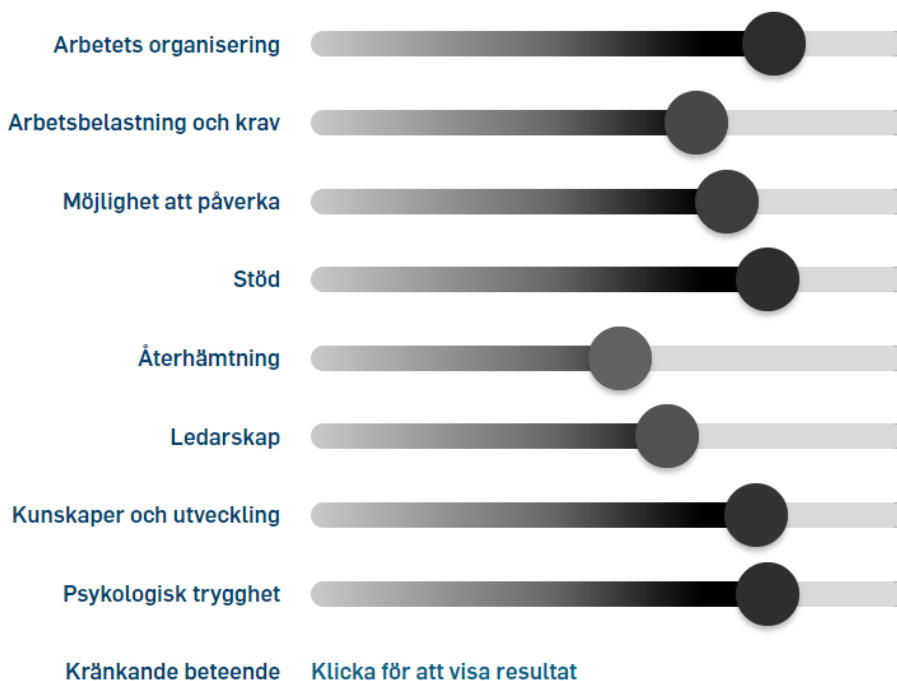 Arbetets organisering
Arbetsbelastning och krav
Möjlighet att påverka
Stöd
Återhämtning
Ledarskap
Kunskaper och utveckling
Psykologisk trygghet
Kränkande beteende Klicka för att visa resultat